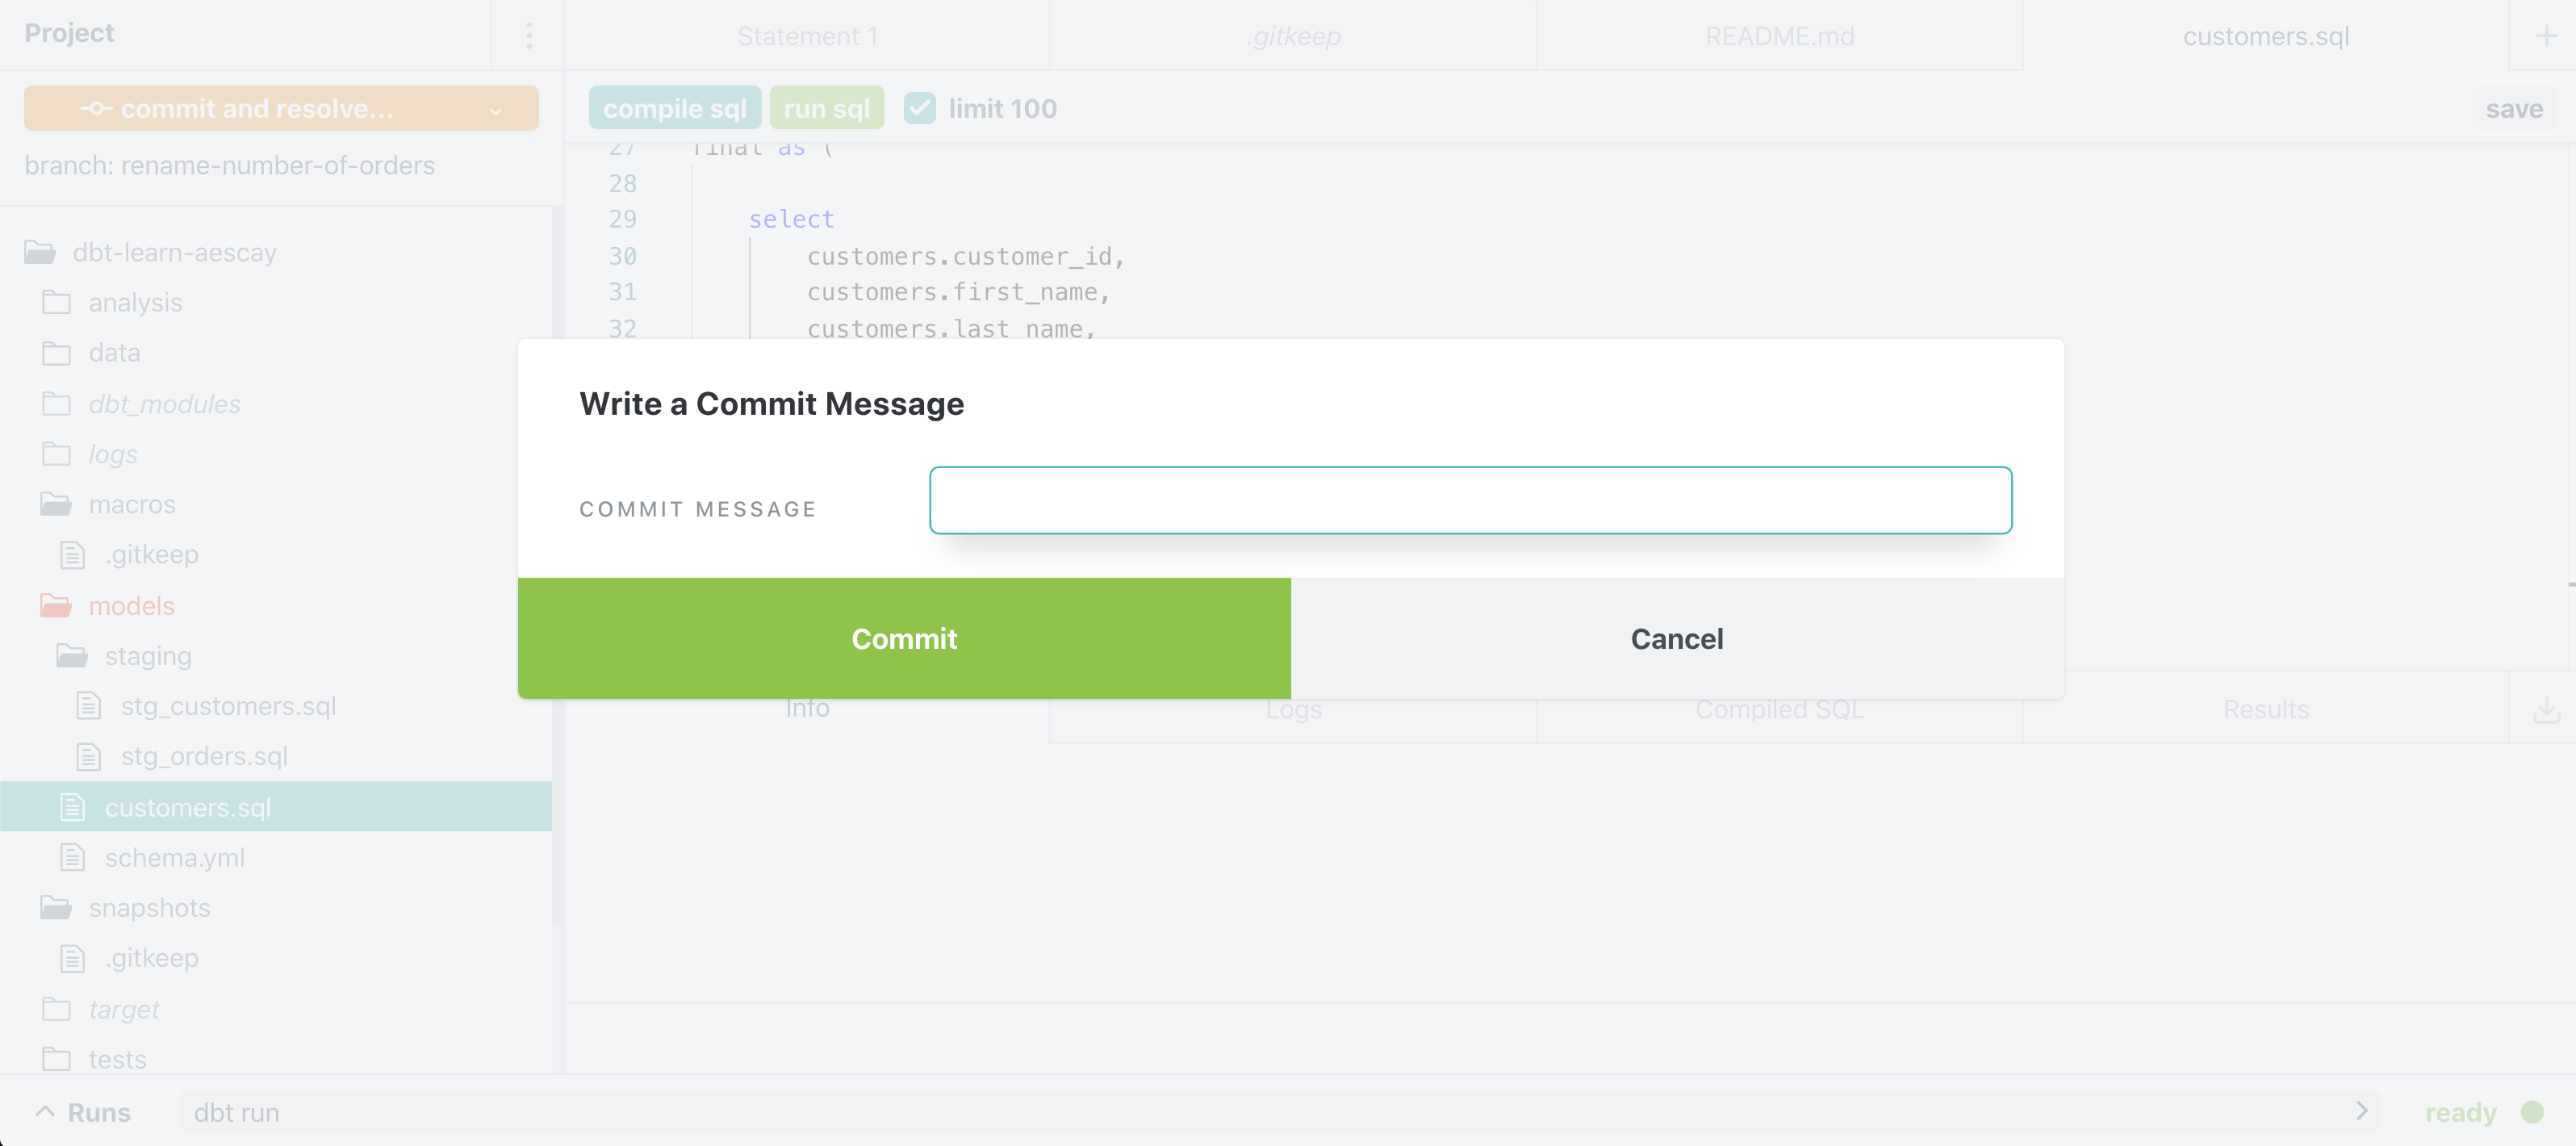 Project
Statement 1
.gitkeep
README.md
customers.sql
commit and resolve...
compile sql
run sql
limit 100
save
branch: rename-number-of-orders
27 final as (
28
29 select
30 customers.customer_id,
31 customers.first_name,
32 customers.last_name,
dbt-learn-aescay
analysis
data
dbt_modules
logs
macros
.gitkeep
models
staging
stg_customers.sql
stg_orders.sql
customers.sql
schema.yml
snapshots
.gitkeep
target
tests
Write a Commit Message
COMMIT MESSAGE
Commit
Cancel
Info
Logs
Compiled SQL
Results
Runs
dbt run
ready